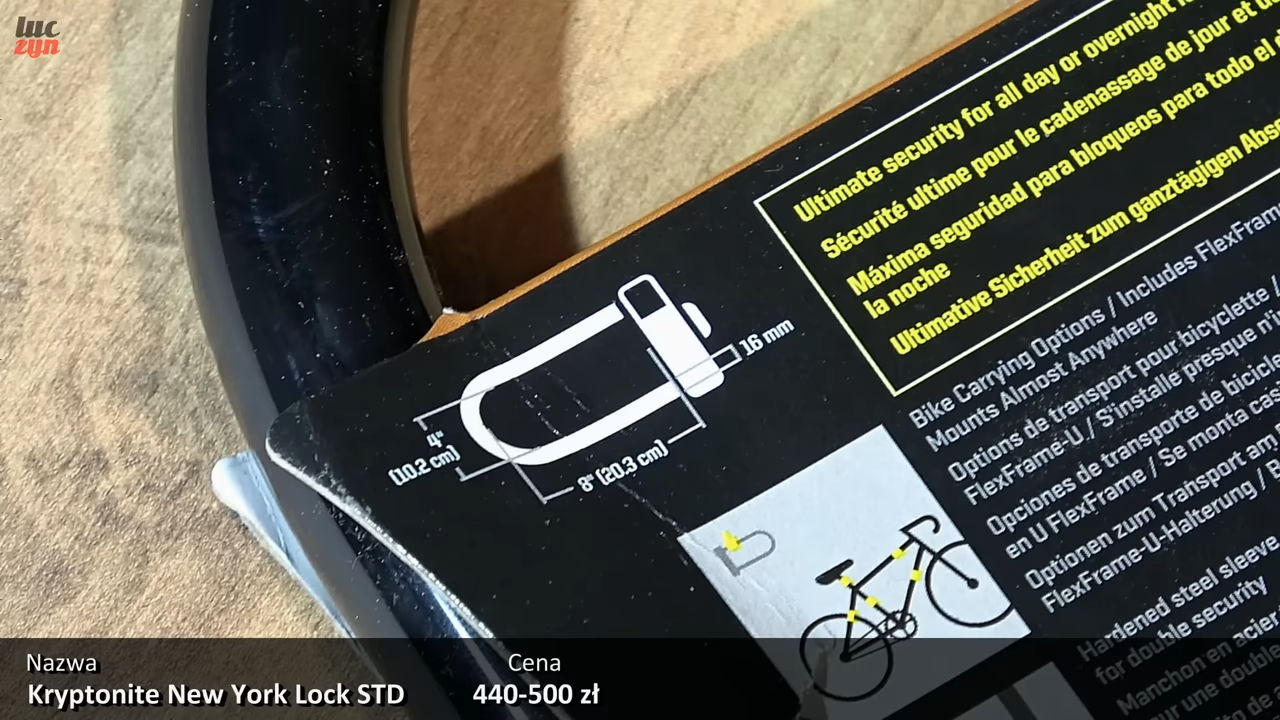 luc
zyn
Ultimate security for all day or overnight
Sécurité ultime pour le cadenassage de jour et de
Máxima seguridad para bloqueos para todo el
la noche
Ultimative Sicherheit zum ganztägigen
Bike Carrying Options / Includes
Mounts Almost Anywhere
Options de transport pour bicyclette /
FlexFrame-U / S'installe presque
Opciones de transporte de
en U FlexFrame / Se monta
Optionen zum Transport am
FlexFrame-U-Halterung /
Hardened steel sleeve
for double security
Manchon en acier
pour une double
16 mm
4"
(10.2 cm)
8" (20.3 cm)
Nazwa
Cena
Kryptonite New York Lock STD
440-500 zł